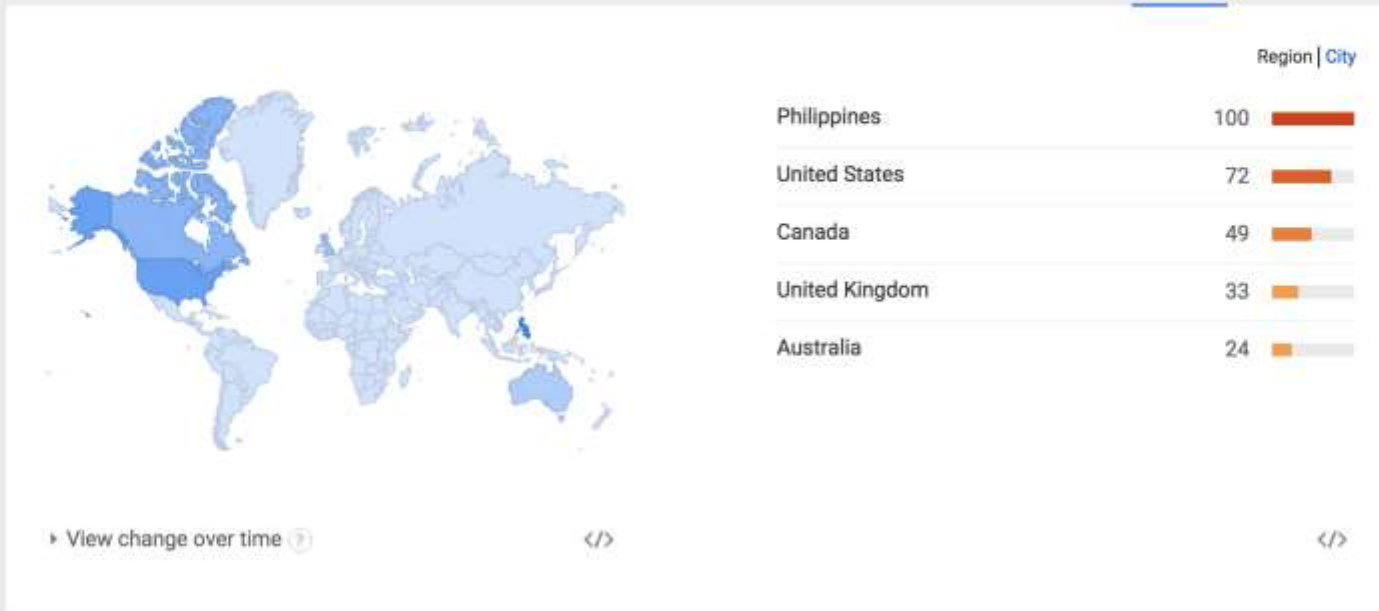 Region | City
Philippines 100
United States 72
Canada 49
United Kingdom 33
Australia 24
View change over time ?
</> </>